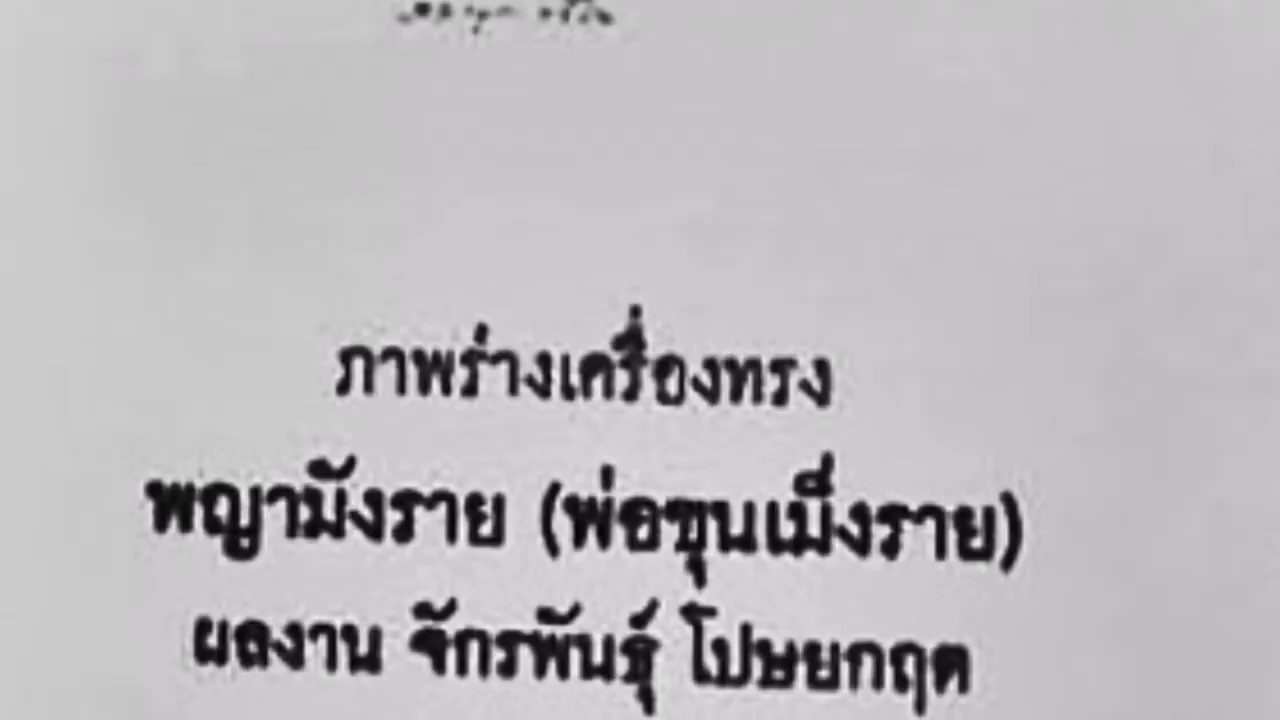 ภาพร่างเครื่องทรง
พญามังราย (พ่อขุนเม็งราย)
ผลงาน จักรพันธุ์ โปษยกฤต